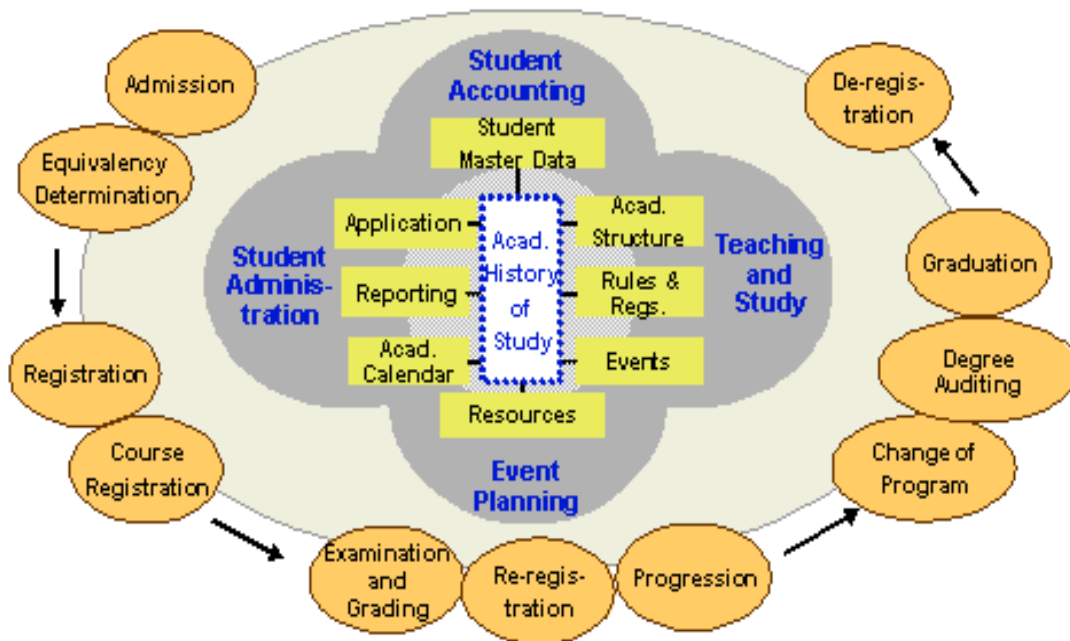 Admission
Equivalency
Determination
Registration
Course
Registration
Examination
and
Grading
Re-regis-
tration
Progression
Change of
Program
Degree
Auditing
Graduation
De-regis-
tration
Student
Accounting
Student
Master Data
Student
Adminis-
tration
Application
Reporting
Acad.
Calendar
Acad.
History
of
Study
Acad.
Structure
Rules &
Regs.
Events
Resources
Teaching
and
Study
Event
Planning